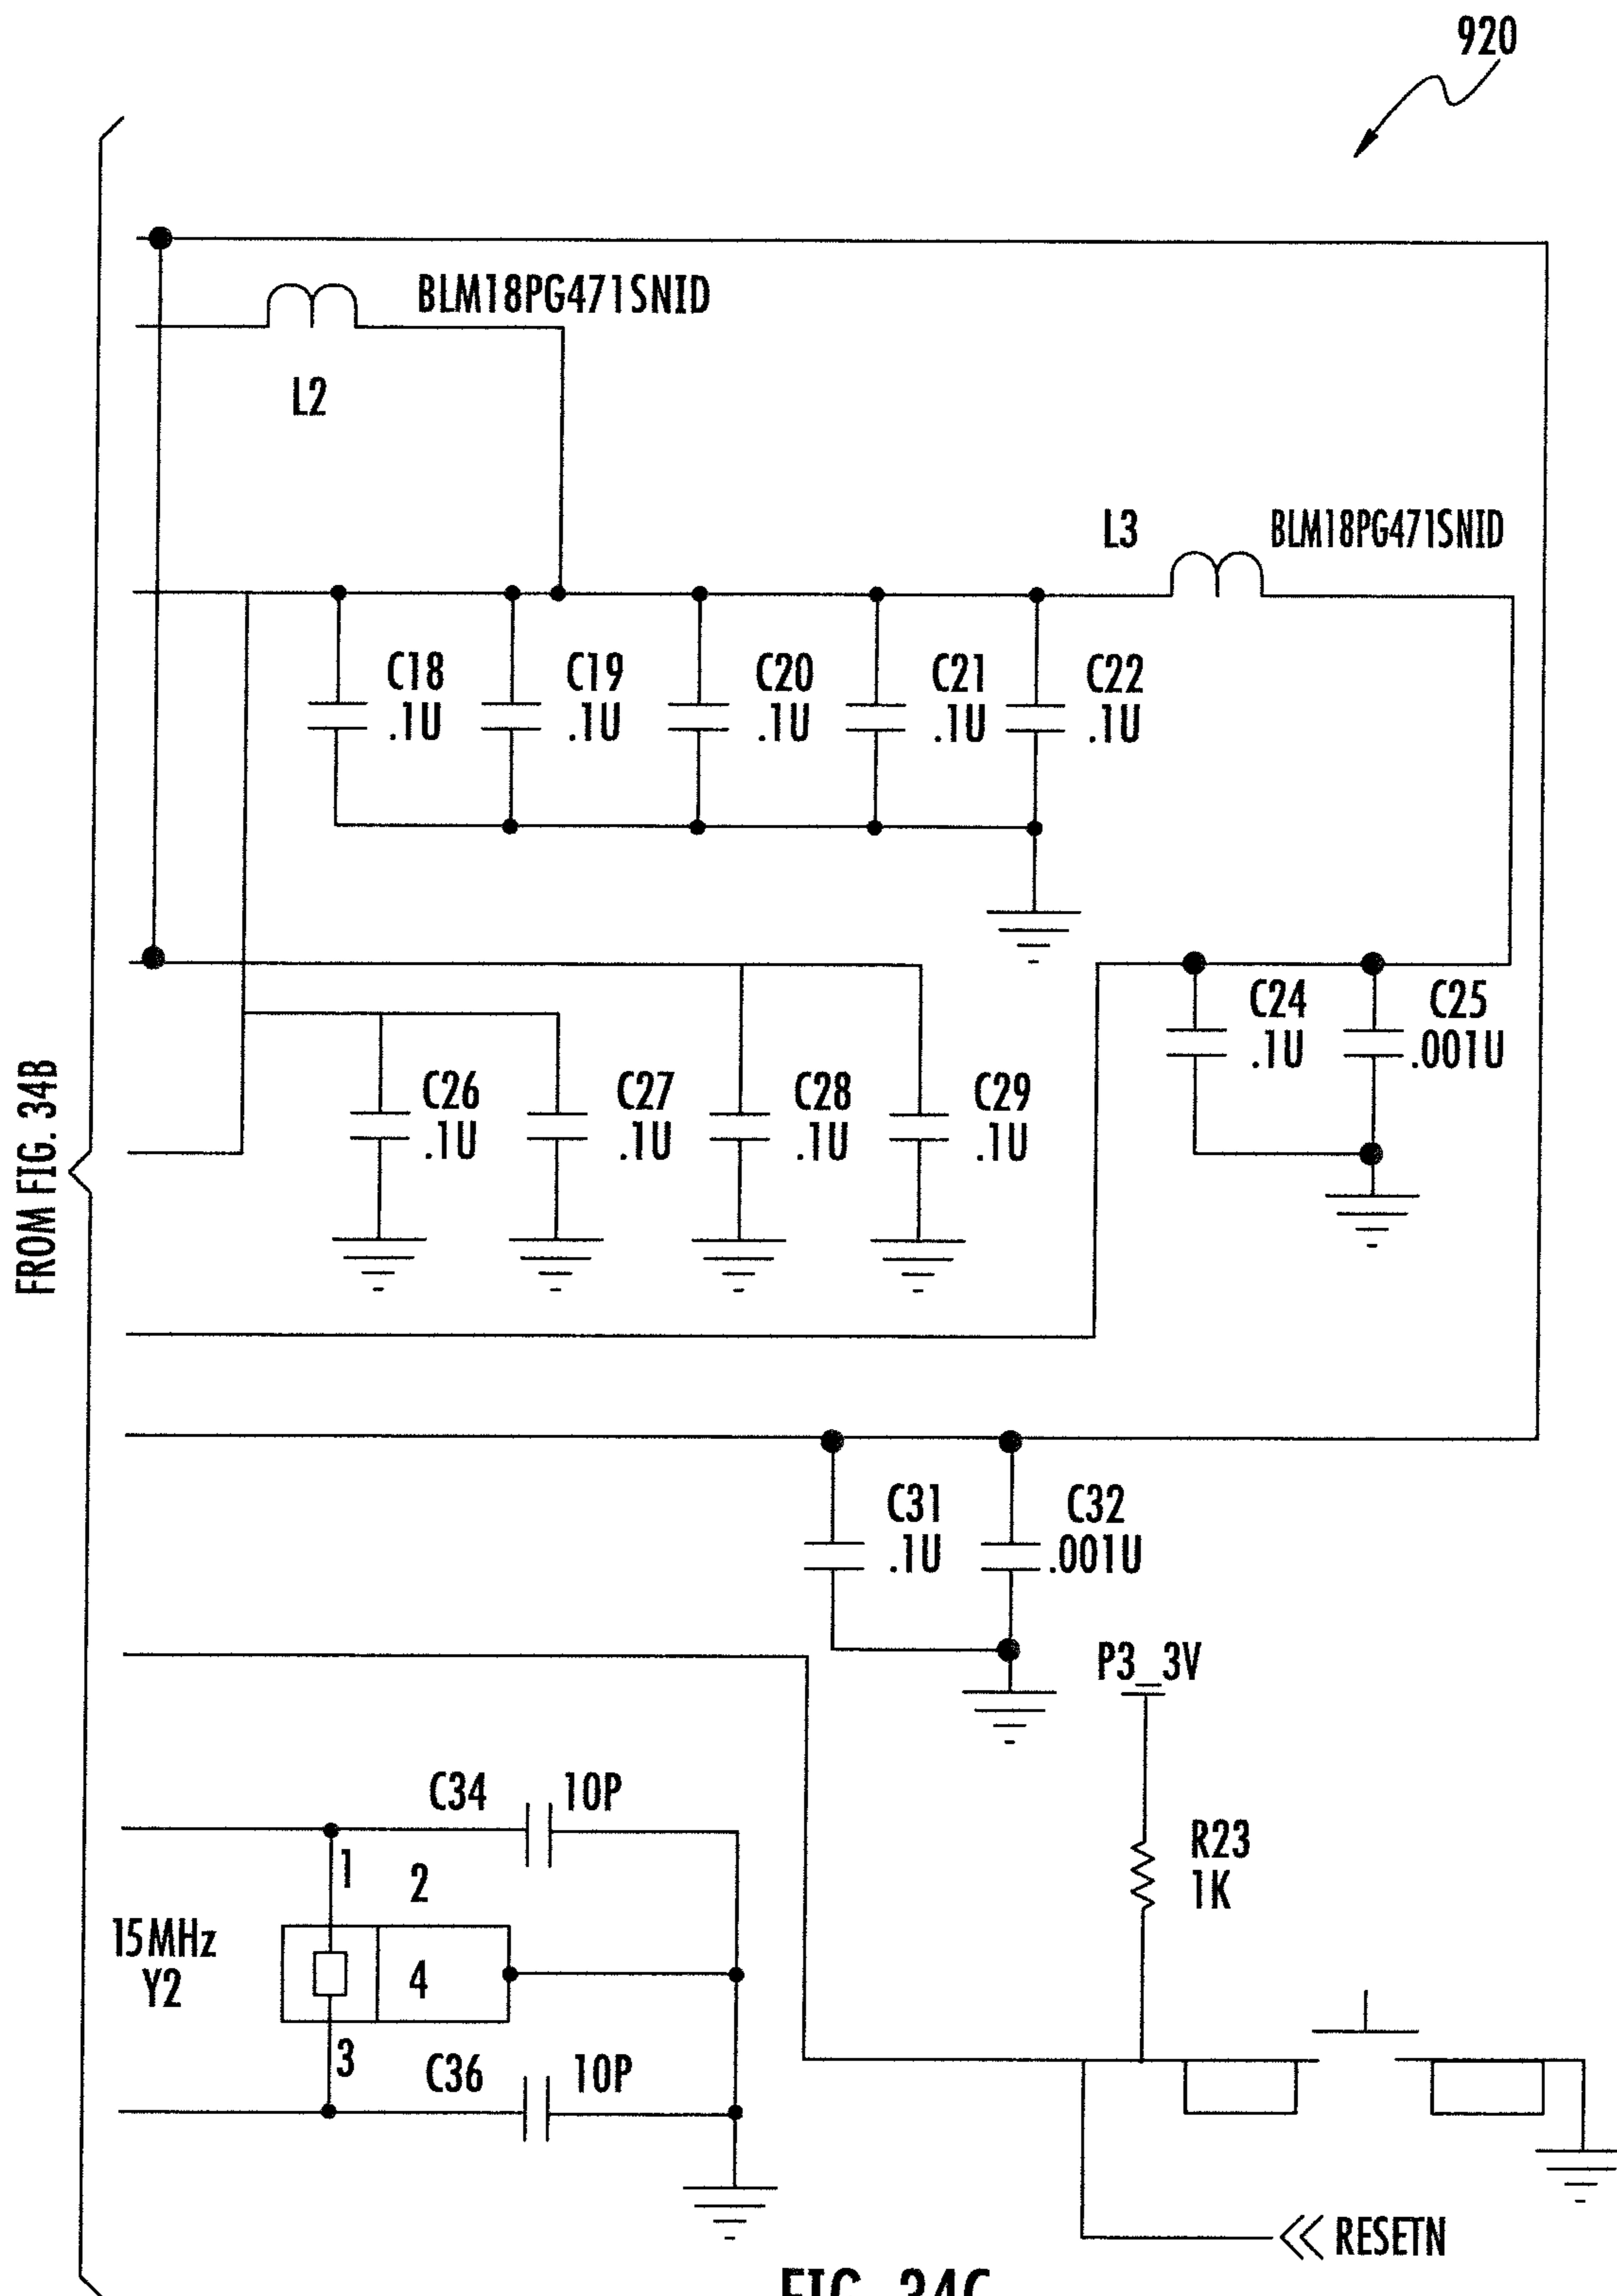 920
BLM18PG471SNID
L2
L3
BLM18PG471SNID
C18
.1U
C19
.1U
C20
.1U
C21
.1U
C22
.1U
C24
.1U
C25
.001U
C26
.1U
C27
.1U
C28
.1U
C29
.1U
FROM FIG. 34B
C31
.1U
C32
.001U
P3_3V
C34
10P
1
2
R23
1K
15MHz
Y2
4
3
C36
10P
RESETN
FIG. 34C